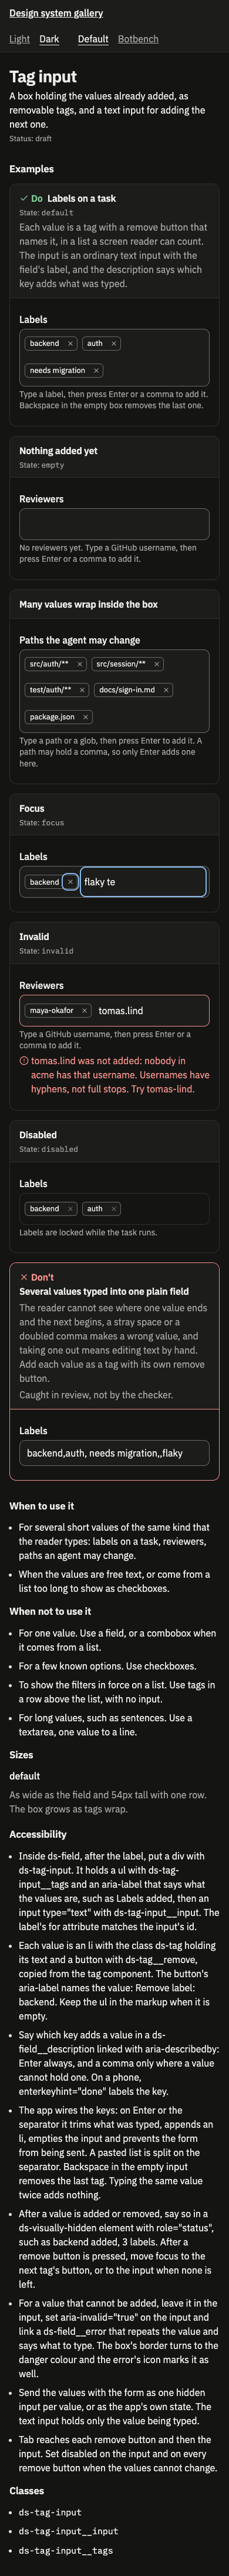 Design system gallery
Light Dark Default Botbench
Tag input
A box holding the values already added, as
removable tags, and a text input for adding the
next one.
Status: draft
Examples
Do Labels on a task
State: default
Each value is a tag with a remove button that
names it, in a list a screen reader can count.
The input is an ordinary text input with the
field's label, and the description says which
key adds what was typed.
Labels
backend × auth ×
needs migration ×
Type a label, then press Enter or a comma to add it.
Backspace in the empty box removes the last one.
Nothing added yet
State: empty
Reviewers
No reviewers yet. Type a GitHub username, then
press Enter or a comma to add it.
Many values wrap inside the box
Paths the agent may change
src/auth/** × src/session/** ×
test/auth/** × docs/sign-in.md ×
package.json ×
Type a path or a glob, then press Enter to add it. A
path may hold a comma, so only Enter adds one
here.
Focus
State: focus
Labels
backend × flaky te
Invalid
State: invalid
Reviewers
maya-okafor × tomas.lind
Type a GitHub username, then press Enter or a
comma to add it.
tomas.lind was not added: nobody in
acme has that username. Usernames have
hyphens, not full stops. Try tomas-lind.
Disabled
State: disabled
Labels
backend × auth ×
Labels are locked while the task runs.
Don't
Several values typed into one plain field
The reader cannot see where one value ends
and the next begins, a stray space or a
doubled comma makes a wrong value, and
taking one out means editing text by hand.
Add each value as a tag with its own remove
button.
Caught in review, not by the checker.
Labels
backend,auth, needs migration,,flaky
When to use it
• For several short values of the same kind that
the reader types: labels on a task, reviewers,
paths an agent may change.
• When the values are free text, or come from a
list too long to show as checkboxes.
When not to use it
• For one value. Use a field, or a combobox when
it comes from a list.
• For a few known options. Use checkboxes.
• To show the filters in force on a list. Use tags in
a row above the list, with no input.
• For long values, such as sentences. Use a
textarea, one value to a line.
Sizes
default
As wide as the field and 54px tall with one row.
The box grows as tags wrap.
Accessibility
• Inside ds-field, after the label, put a div with
ds-tag-input. It holds a ul with ds-tag-
input__tags and an aria-label that says what
the values are, such as Labels added, then an
input type="text" with ds-tag-input__input. The
label's for attribute matches the input's id.
• Each value is an li with the class ds-tag holding
its text and a button with ds-tag__remove,
copied from the tag component. The button's
aria-label names the value: Remove label:
backend. Keep the ul in the markup when it is
empty.
• Say which key adds a value in a ds-
field__description linked with aria-describedby:
Enter always, and a comma only where a value
cannot hold one. On a phone,
enterkeyhint="done" labels the key.
• The app wires the keys: on Enter or the
separator it trims what was typed, appends an
li, empties the input and prevents the form
from being sent. A pasted list is split on the
separator. Backspace in the empty input
removes the last tag. Typing the same value
twice adds nothing.
• After a value is added or removed, say so in a
ds-visually-hidden element with role="status",
such as backend added, 3 labels. After a
remove button is pressed, move focus to the
next tag's button, or to the input when none is
left.
• For a value that cannot be added, leave it in the
input, set aria-invalid="true" on the input and
link a ds-field__error that repeats the value and
says what to type. The box's border turns to the
danger colour and the error's icon marks it as
well.
• Send the values with the form as one hidden
input per value, or as the app's own state. The
text input holds only the value being typed.
• Tab reaches each remove button and then the
input. Set disabled on the input and on every
remove button when the values cannot change.
Classes
• ds-tag-input
• ds-tag-input__input
• ds-tag-input__tags